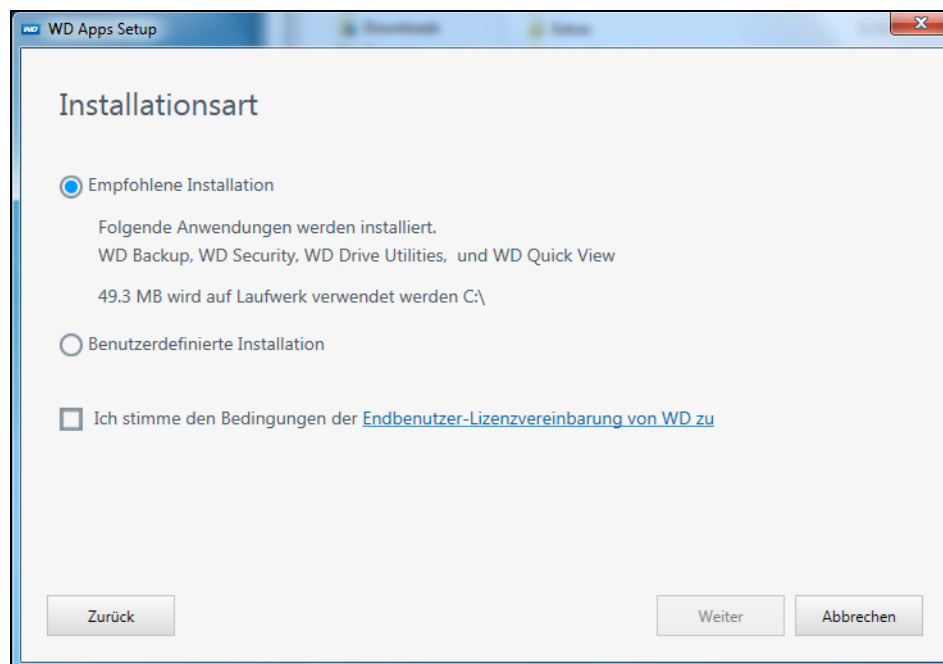 WD WD Apps Setup
Downloads
Installationsart
Empfohlene Installation
Folgende Anwendungen werden installiert.
WD Backup, WD Security, WD Drive Utilities, und WD Quick View
49.3 MB wird auf Laufwerk verwendet werden C:\
Benutzerdefinierte Installation
Ich stimme den Bedingungen der Endbenutzer-Lizenzvereinbarung von WD zu
Zurück
Weiter
Abbrechen